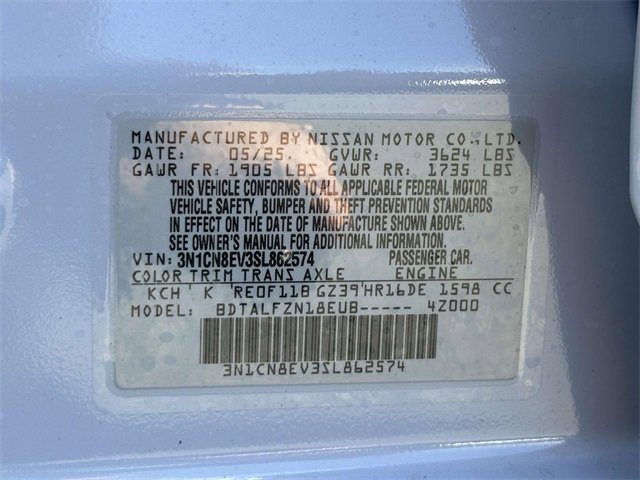 MANUFACTURED BY NISSAN MOTOR CO., LTD.
DATE: 05/25. GVWR: 3624 LBS
GAWR FR: 1905 LBS GAWR RR: 1735 LBS
THIS VEHICLE CONFORMS TO ALL APPLICABLE FEDERAL MOTOR
VEHICLE SAFETY, BUMPER AND THEFT PREVENTION STANDARDS
IN EFFECT ON THE DATE OF MANUFACTURE SHOWN ABOVE.
SEE OWNER'S MANUAL FOR ADDITIONAL INFORMATION.
VIN: 3N1CN8EV3SL862574 PASSENGER CAR.
COLOR TRIM TRANS AXLE ENGINE
KCH ' K 'RE0F11B GZ39'HR16DE 1598 CC
MODEL: BDTALFZN18EUB----- 4Z000
3N1CN8EV3SL862574